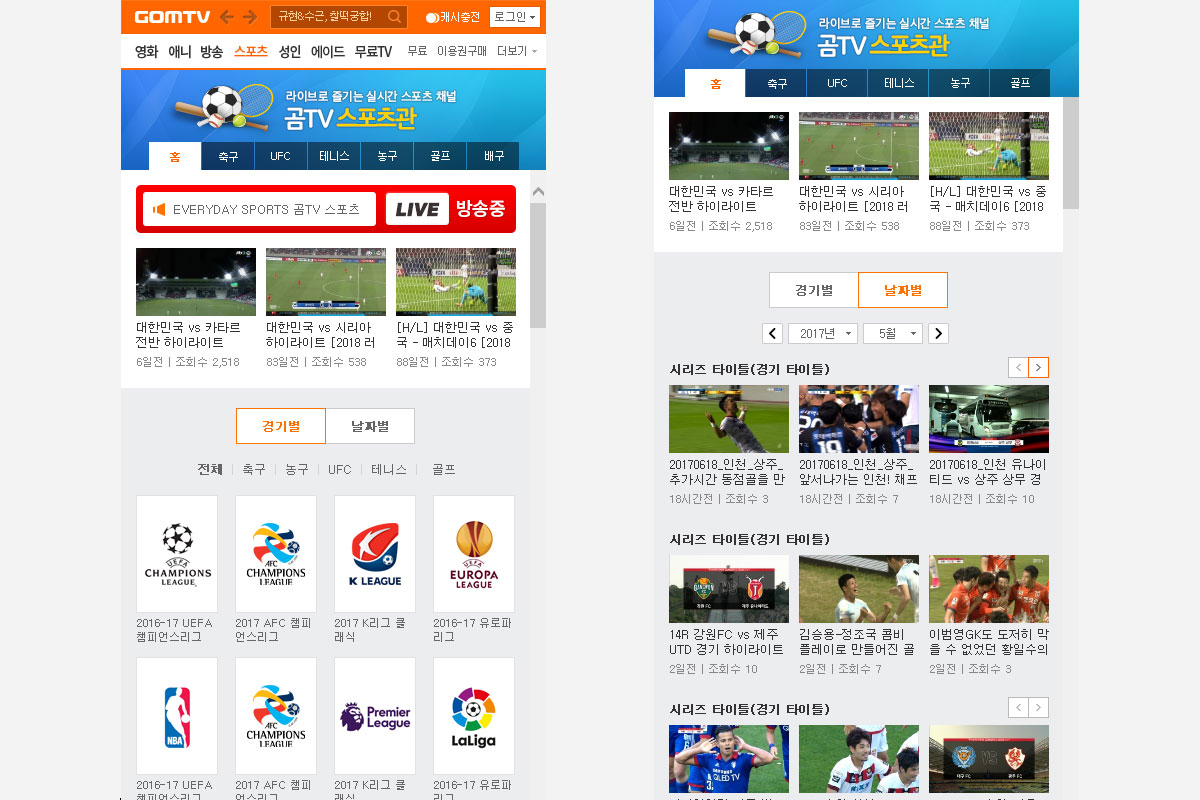 GOMTV
규현&수근, 찰떡궁합!
캐시충전
로그인
영화 애니 방송 스포츠 성인 에이드 무료TV 무료 이용권구매 더보기
라이브로 즐기는 실시간 스포츠 채널
곰TV 스포츠관
홈 축구 UFC 테니스 농구 골프 배구
EVERYDAY SPORTS 곰TV 스포츠
LIVE 방송중
대한민국 vs 카타르
전반 하이라이트
6일전 | 조회수 2,518
대한민국 vs 시리아
하이라이트 [2018 러
83일전 | 조회수 538
[H/L] 대한민국 vs 중
국 - 매치데이6 [2018
88일전 | 조회수 373
경기별 날짜별
전체 축구 농구 UFC 테니스 골프
UEFA
CHAMPIONS
LEAGUE
2016-17 UEFA
챔피언스리그
AFC
CHAMPIONS
LEAGUE
2017 AFC 챔피
언스리그
K LEAGUE
2017 K리그 클
래식
UEFA
EUROPA
LEAGUE
2016-17 유로파
리그
NBA
2016-17 UEFA
챔피언스리그
AFC
CHAMPIONS
LEAGUE
2017 AFC 챔피
언스리그
Premier
League
2017 K리그 클
래식
LaLiga
2016-17 유로파
리그
라이브로 즐기는 실시간 스포츠 채널
곰TV 스포츠관
홈 축구 UFC 테니스 농구 골프
대한민국 vs 카타르
전반 하이라이트
6일전 | 조회수 2,518
대한민국 vs 시리아
하이라이트 [2018 러
83일전 | 조회수 538
[H/L] 대한민국 vs 중
국 - 매치데이6 [2018
88일전 | 조회수 373
경기별 날짜별
2017년 5월
시리즈 타이틀(경기 타이틀)
20170618_인천_상주_
추가시간 동점골을 만
18시간전 | 조회수 3
20170618_인천_상주_
앞서나가는 인천! 채프
18시간전 | 조회수 7
20170618_인천 유나이
티드 vs 상주 상무 경
18시간전 | 조회수 10
시리즈 타이틀(경기 타이틀)
강원 FC
제주 유나이티드
14R 강원FC vs 제주
UTD 경기 하이라이트
2일전 | 조회수 10
김승용-정조국 콤비
플레이로 만들어진 골
2일전 | 조회수 7
이범영GK도 도저히 막
을 수 없었던 황일수의
2일전 | 조회수 3
시리즈 타이틀(경기 타이틀)
QLED TV
대구 FC
VS
광주 FC